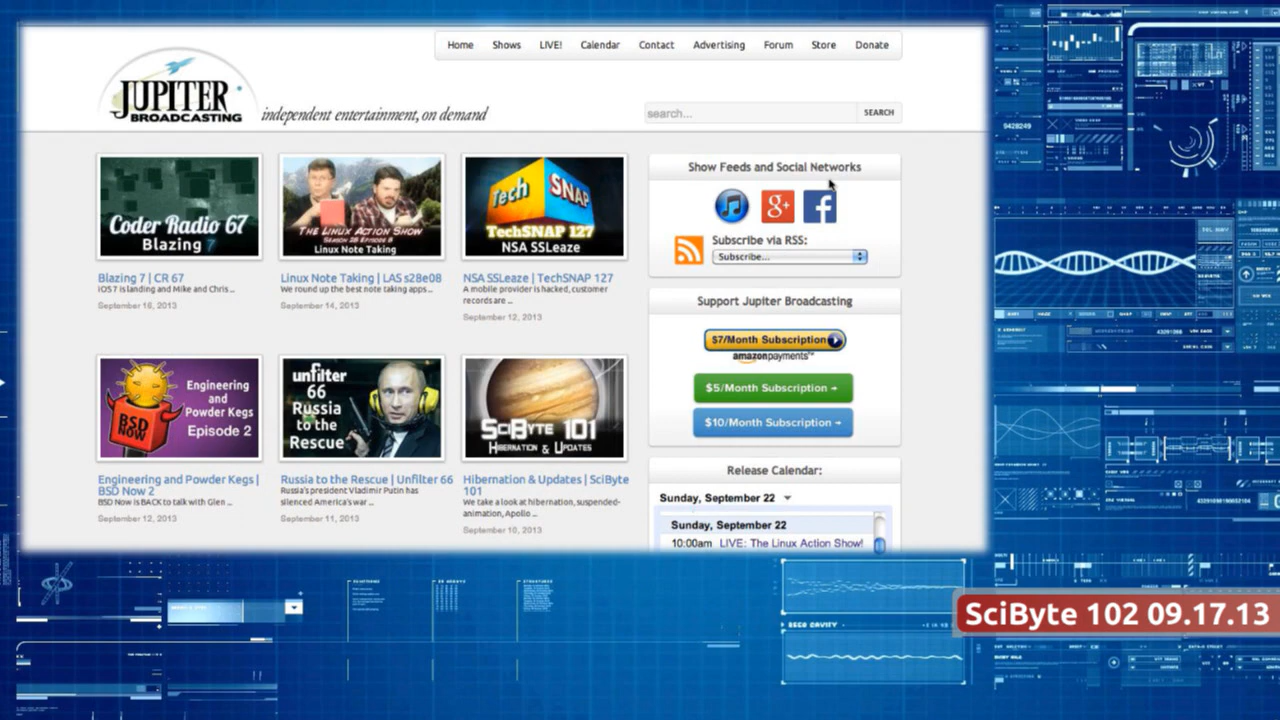 Home Shows LIVE! Calendar Contact Advertising Forum Store Donate
JUPITER
BROADCASTING
independent entertainment, on demand
search... SEARCH
Coder Radio 67
Blazing 7
Blazing 7 | CR 67
iOS7 is landing and Mike and Chris ...
September 16, 2013
THE LINUX ACTION SHOW
SEASON 28 EPISODE 8
Linux Note Taking
Linux Note Taking | LAS s28e08
We round up the best note taking apps ...
September 14, 2013
Tech SNAP
TechSNAP 127
NSA SSLeaze
NSA SSLeaze | TechSNAP 127
A mobile provider is hacked, customer
records are ...
September 12, 2013
Show Feeds and Social Networks
Subscribe via RSS:
Subscribe...
Support Jupiter Broadcasting
$7/Month Subscription
amazonpayments™
$5/Month Subscription →
$10/Month Subscription →
Engineering
and
Powder Kegs
Episode 2
BSD
NOW
Engineering and Powder Kegs |
BSD Now 2
BSD Now is BACK to talk with Glen ...
September 12, 2013
unfilter
66
Russia
to the
Rescue
Russia to the Rescue | Unfilter 66
Russia's president Vladimir Putin has
silenced America's war ...
September 11, 2013
SCIBYTE 101
HIBERNATION & UPDATES
Hibernation & Updates | SciByte
101
We take a look at hibernation, suspended-
animation, Apollo ...
September 10, 2013
Release Calendar:
Sunday, September 22
Sunday, September 22
10:00am LIVE: The Linux Action Show!
SciByte 102 09.17.13